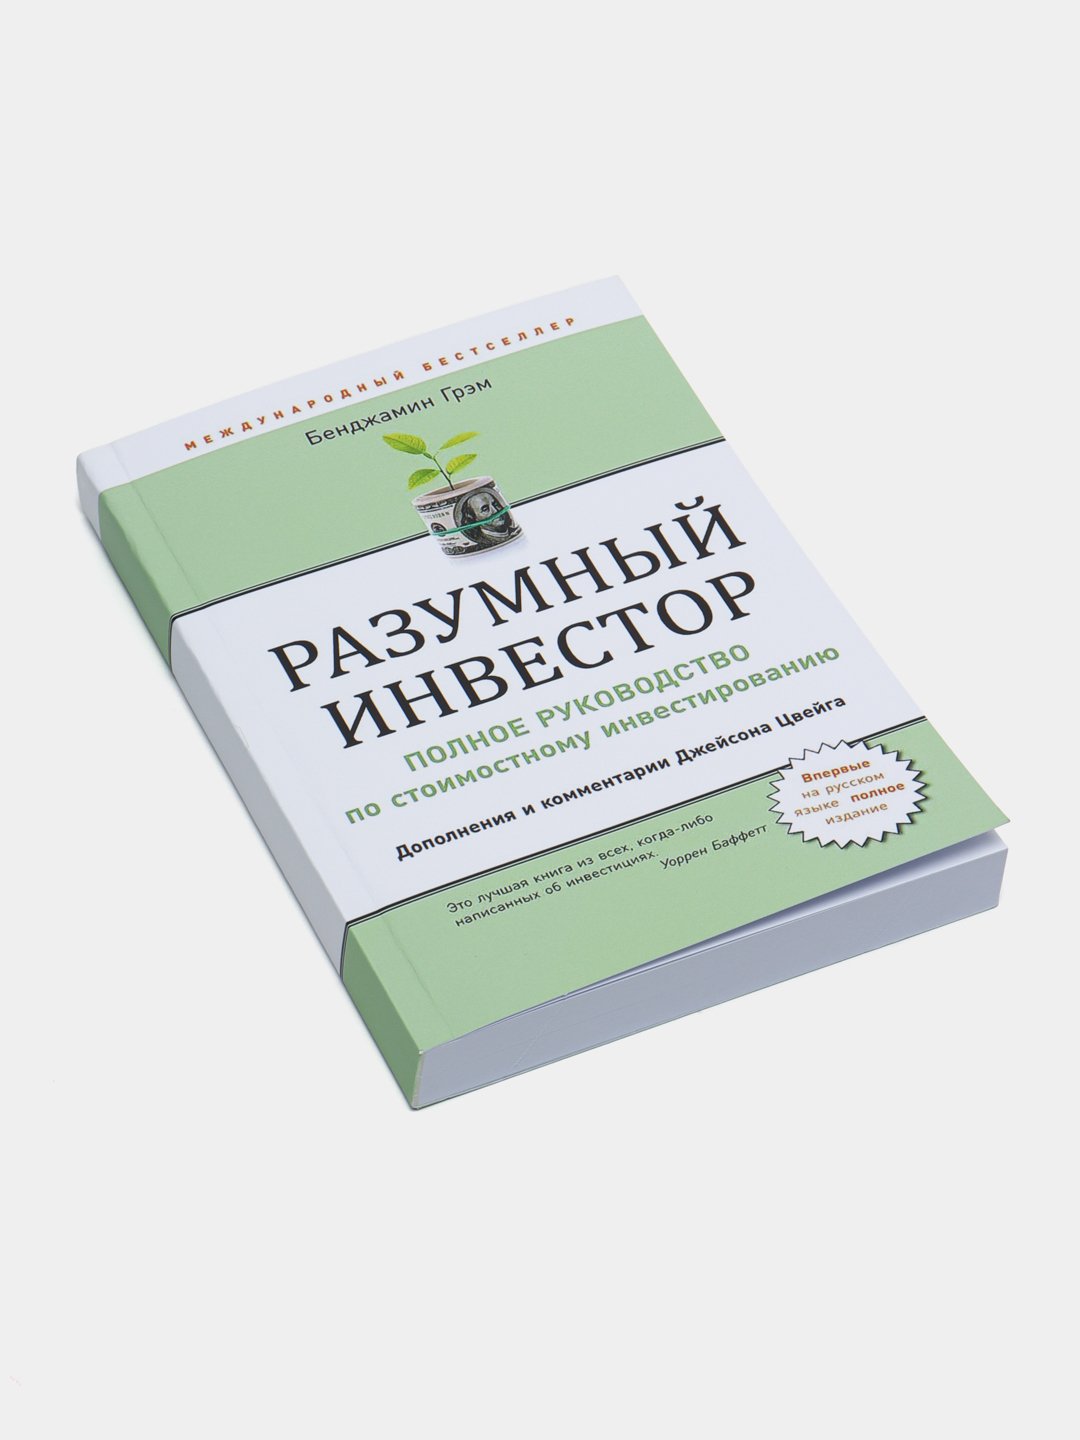 МЕЖДУНАРОДНЫЙ БЕСТСЕЛЛЕР
Бенджамин Грэм
РАЗУМНЫЙ
ИНВЕСТОР
ПОЛНОЕ РУКОВОДСТВО
по стоимостному инвестированию
Дополнения и комментарии Джейсона Цвейга
Впервые
на русском
языке полное
издание
Это лучшая книга из всех, когда-либо
написанных об инвестициях.
Уоррен Баффетт